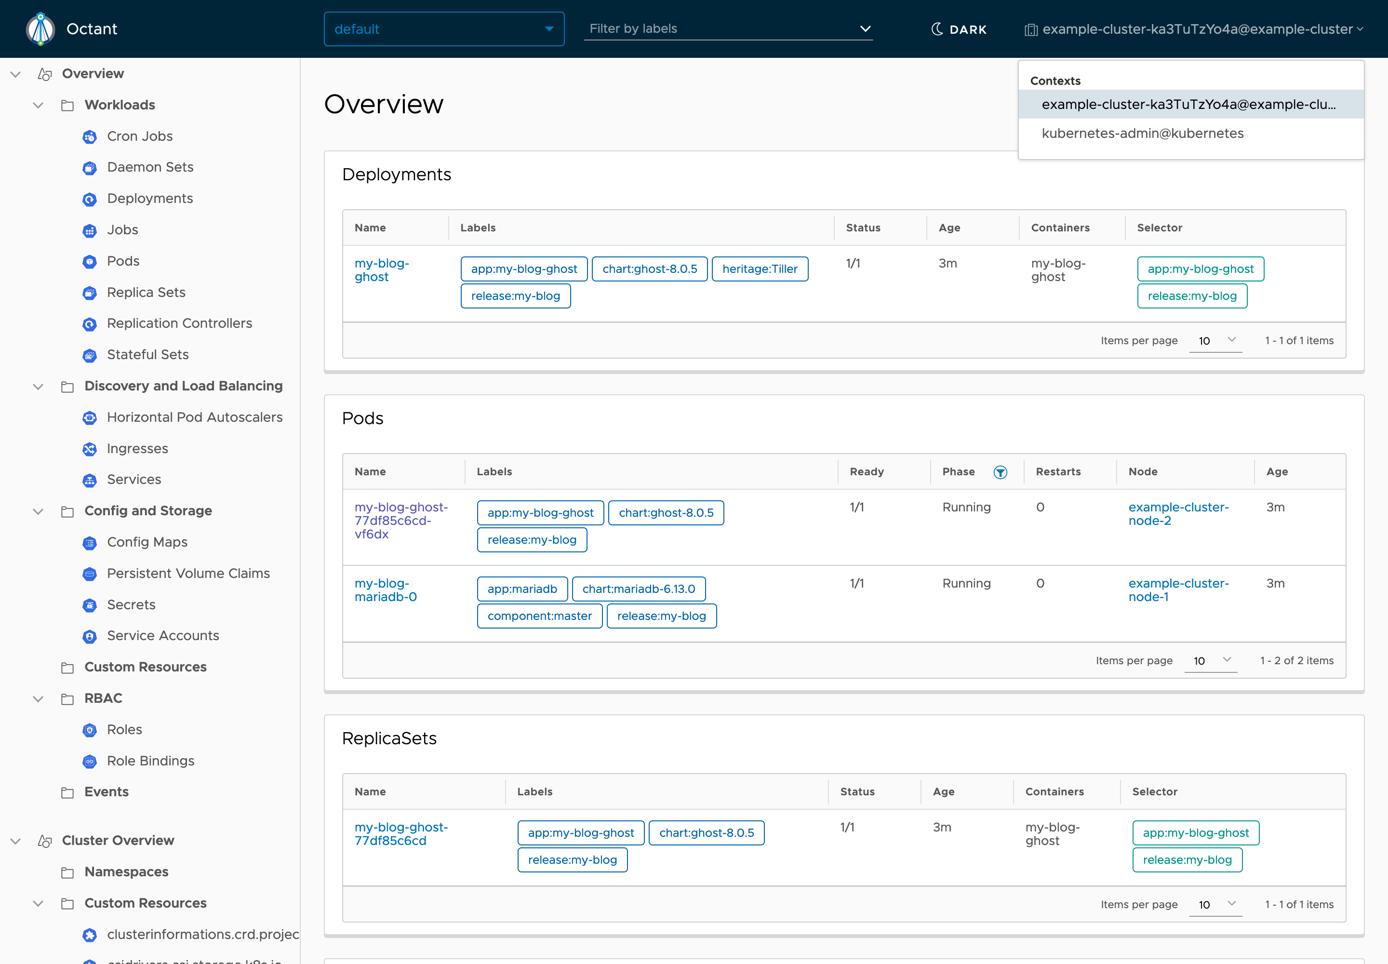 Octant
default
Filter by labels
DARK
example-cluster-ka3TuTzYo4a@example-cluster
Contexts
example-cluster-ka3TuTzYo4a@example-clu...
kubernetes-admin@kubernetes
Overview
Workloads
Cron Jobs
Daemon Sets
Deployments
Jobs
Pods
Replica Sets
Replication Controllers
Stateful Sets
Discovery and Load Balancing
Horizontal Pod Autoscalers
Ingresses
Services
Config and Storage
Config Maps
Persistent Volume Claims
Secrets
Service Accounts
Custom Resources
RBAC
Roles
Role Bindings
Events
Cluster Overview
Namespaces
Custom Resources
clusterinformations.crd.projec
Overview
Deployments
Name Labels Status Age Containers Selector
my-blog- app:my-blog-ghost chart:ghost-8.0.5 heritage:Tiller 1/1 3m my-blog- app:my-blog-ghost
ghost release:my-blog ghost release:my-blog
Items per page 10 1 - 1 of 1 items
Pods
Name Labels Ready Phase Restarts Node Age
my-blog-ghost- app:my-blog-ghost chart:ghost-8.0.5 1/1 Running 0 example-cluster- 3m
77df85c6cd- node-2
vf6dx release:my-blog
my-blog- app:mariadb chart:mariadb-6.13.0 1/1 Running 0 example-cluster- 3m
mariadb-0 component:master release:my-blog node-1
Items per page 10 1 - 2 of 2 items
ReplicaSets
Name Labels Status Age Containers Selector
my-blog-ghost- app:my-blog-ghost chart:ghost-8.0.5 1/1 3m my-blog- app:my-blog-ghost
77df85c6cd release:my-blog ghost release:my-blog
Items per page 10 1 - 1 of 1 items